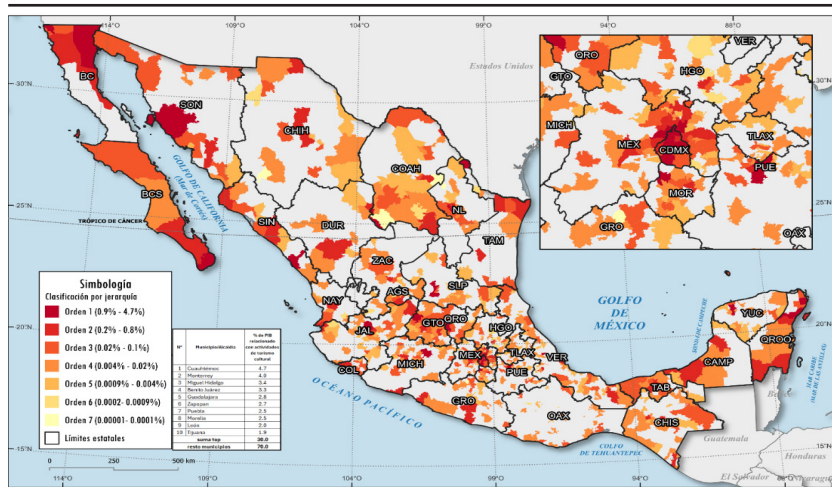 114°W
109°W
104°W
99°W
94°W
88°W
94°W
88°W
30°N
25°N
20°N
15°N
30°N
25°N
20°N
15°N
Estados Unidos
BC
SON
CHIH
COAH
BCS
SIN
DUR
NL
TAM
ZAC
SLP
NAY
AGS
JAL
GTO
QRO
HGO
COL
MICH
MEX
TLAX
PUE
VER
GRO
OAX
TAB
CHIS
CAMP
YUC
QROO
GOLFO DE CALIFORNIA
(Mar de Cortés)
TRÓPICO DE CÁNCER
GOLFO
DE
MÉXICO
OCÉANO PACÍFICO
GOLFO
DE TEHUANTEPEC
Guatemala
Honduras
El Salvador
QRO
GTO
HGO
VER
MICH
MEX
CDMX
TLAX
PUE
MOR
GRO
OAX
Simbología
Clasificación por jerarquía
Orden 1 (0.9% - 4.7%)
Orden 2 (0.2% - 0.8%)
Orden 3 (0.02% - 0.1%)
Orden 4 (0.004% - 0.02%)
Orden 5 (0.0009% - 0.004%)
Orden 6 (0.0002- 0.0009%)
Orden 7 (0.00001 - 0.0001%)
Límites estatales
0 250 500 km
N° Municipio/Alcaldía % de PIB relacionado con actividades de turismo cultural
1 Cuauhtémoc 4.7
2 Monterrey 4.0
3 Miguel Hidalgo 3.4
4 Benito Juárez 3.3
5 Guadalajara 2.8
6 Zapopan 2.7
7 Puebla 2.5
8 Morelia 2.1
9 León 2.0
10 Tijuana 1.9
suma top 30.0
resto municipios 70.0